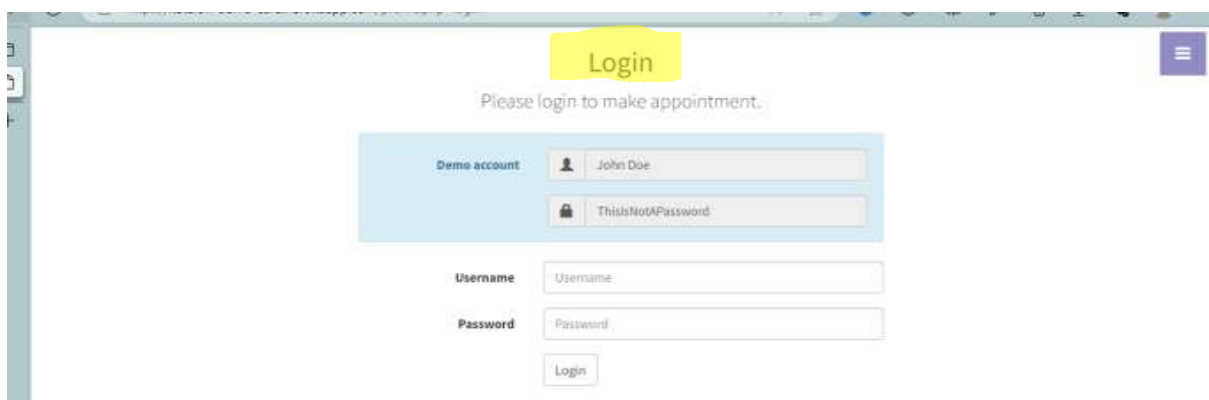 Login
Please login to make appointment.
Demo account
John Doe
ThisIsNotAPassword
Username Username
Password Password
Login